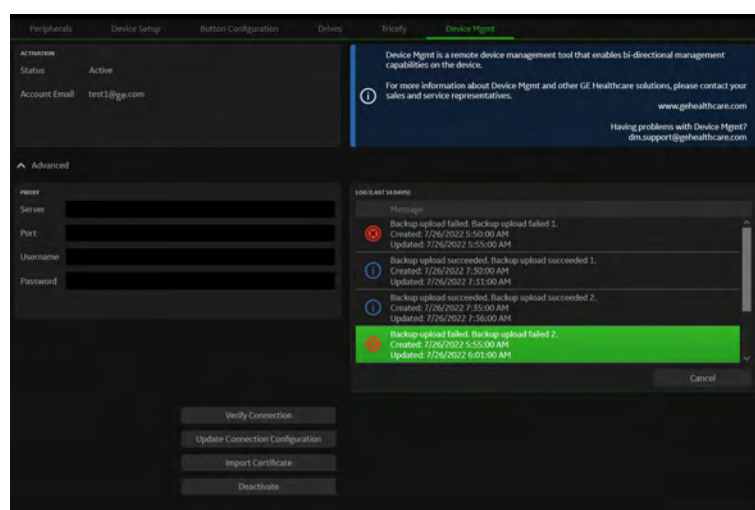 Peripherals Device Setup Button Configuration Drives Tricefy Device Mgmt
ACTIVATION
Status Active
Account Email test1@ge.com
Device Mgmt is a remote device management tool that enables bi-directional management
capabilities on the device.
For more information about Device Mgmt and other GE Healthcare solutions, please contact your
sales and service representatives.
www.gehealthcare.com
Having problems with Device Mgmt?
dm.support@gehealthcare.com
Advanced
PROXY
Server
Port
Username
Password
LOG (LAST 14 DAYS)
Message
Backup upload failed. Backup upload failed 1.
Created: 7/26/2022 5:50:00 AM
Updated: 7/26/2022 5:55:00 AM
Backup upload succeeded. Backup upload succeeded 1.
Created: 7/26/2022 7:30:00 AM
Updated: 7/26/2022 7:31:00 AM
Backup upload succeeded. Backup upload succeeded 2.
Created: 7/26/2022 7:35:00 AM
Updated: 7/26/2022 7:36:00 AM
Backup upload failed. Backup upload failed 2.
Created: 7/26/2022 5:55:00 AM
Updated: 7/26/2022 6:01:00 AM
Cancel
Verify Connection
Update Connection Configuration
Import Certificate
Deactivate